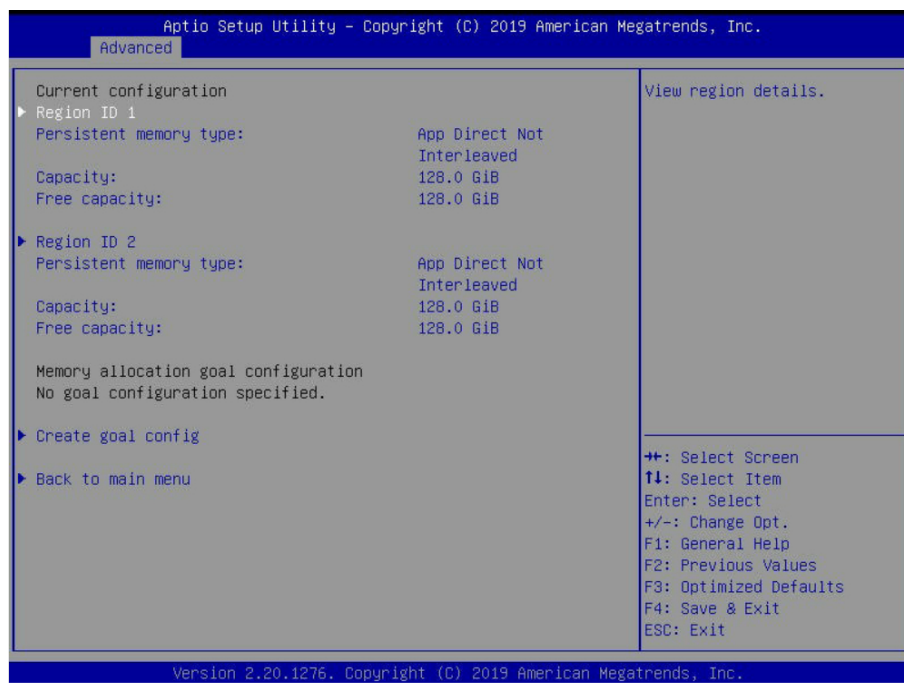 Aptio Setup Utility – Copyright (C) 2019 American Megatrends, Inc.
Advanced
Current configuration
Region ID 1
Persistent memory type: App Direct Not
Interleaved
Capacity: 128.0 GiB
Free capacity: 128.0 GiB
Region ID 2
Persistent memory type: App Direct Not
Interleaved
Capacity: 128.0 GiB
Free capacity: 128.0 GiB
Memory allocation goal configuration
No goal configuration specified.
Create goal config
Back to main menu
View region details.
→←: Select Screen
↑↓: Select Item
Enter: Select
+/-: Change Opt.
F1: General Help
F2: Previous Values
F3: Optimized Defaults
F4: Save & Exit
ESC: Exit
Version 2.20.1276. Copyright (C) 2019 American Megatrends, Inc.